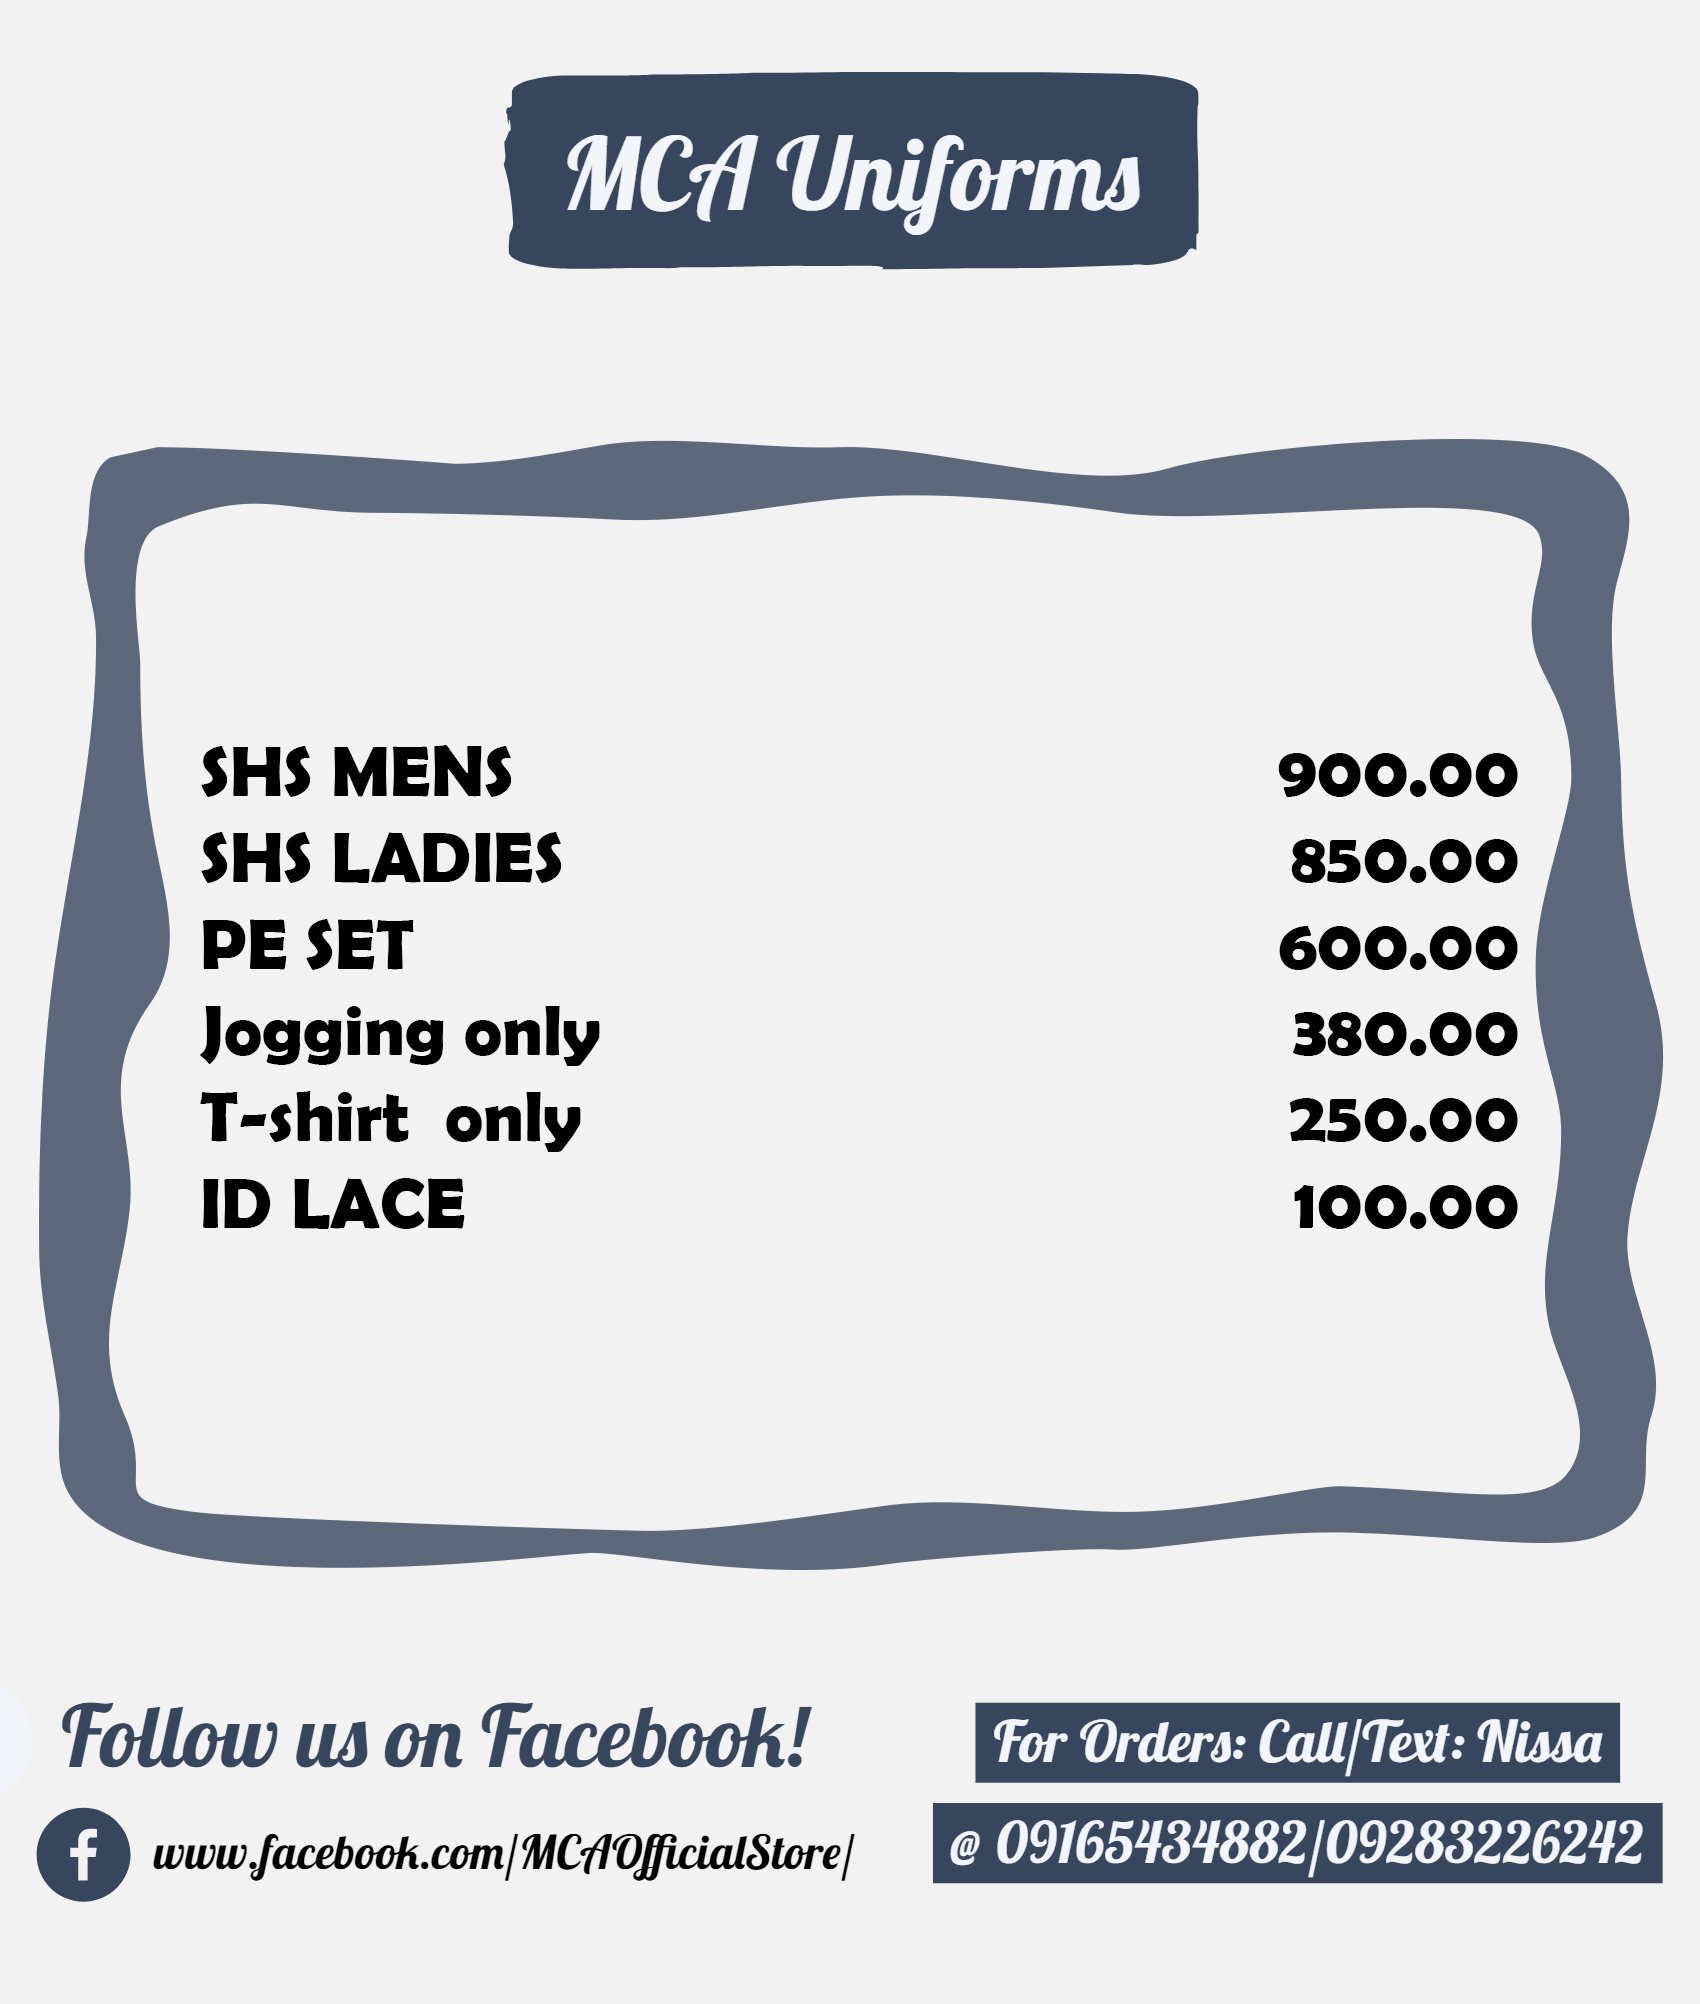 MCA Uniforms
SHS MENS 900.00
SHS LADIES 850.00
PE SET 600.00
Jogging only 380.00
T-shirt only 250.00
ID LACE 100.00
Follow us on Facebook!
www.facebook.com/MCAOfficialStore/
For Orders: Call/Text: Nissa
@ 09165434882/09283226242